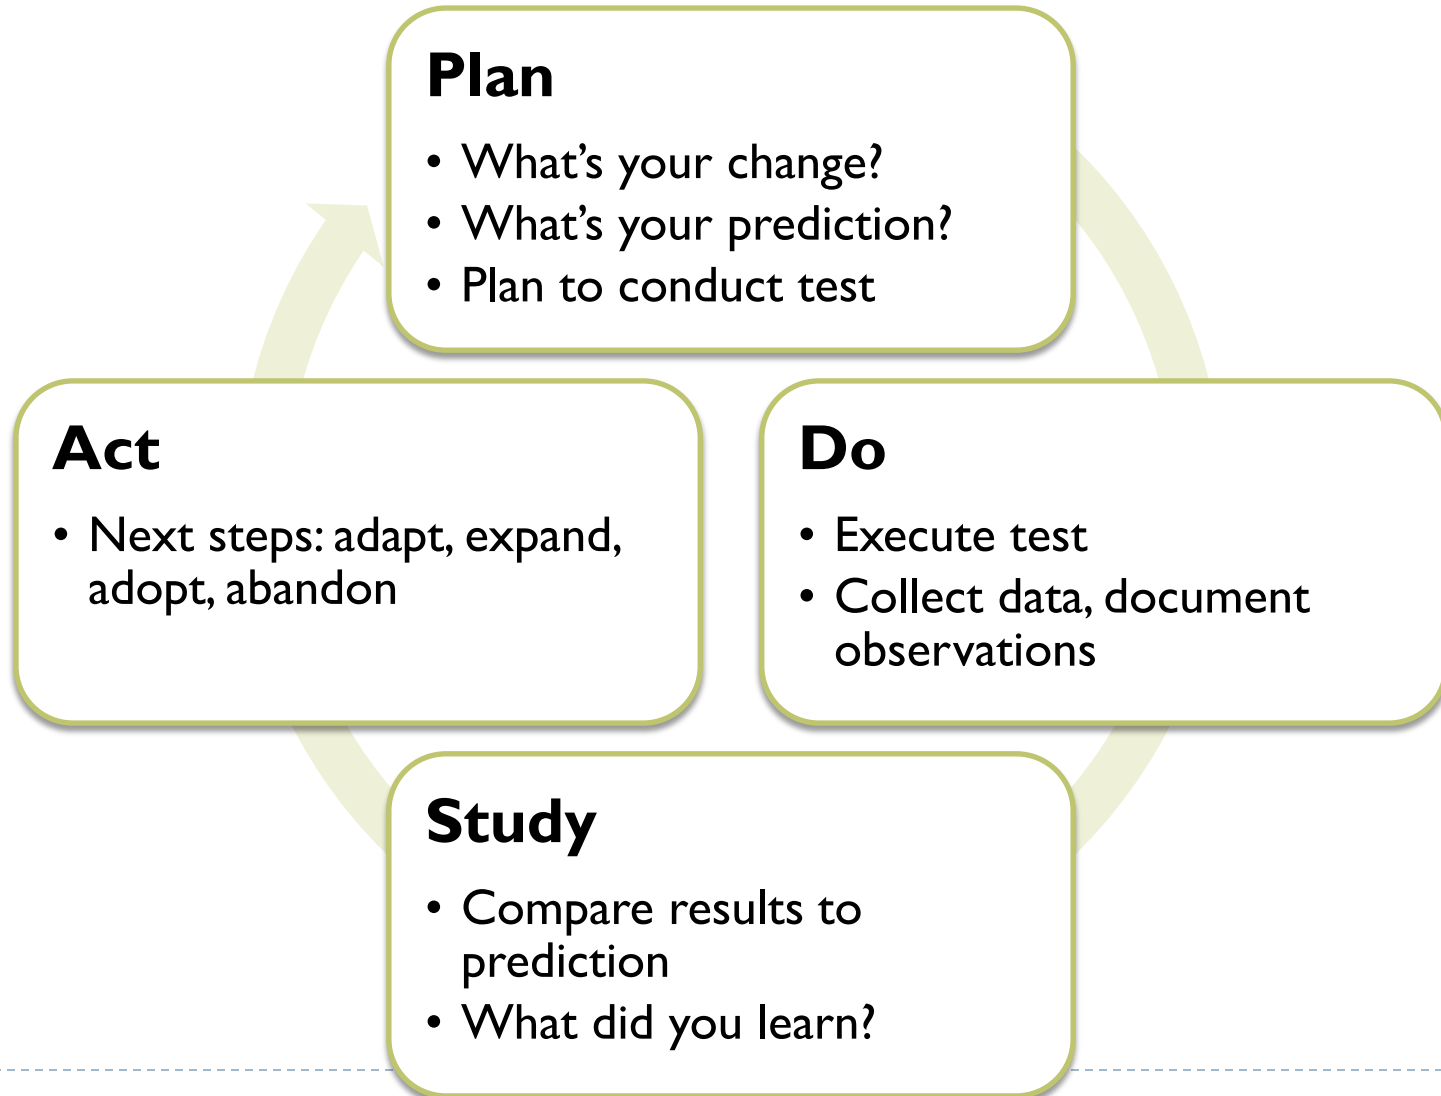 Plan
• What’s your change?
• What’s your prediction?
• Plan to conduct test
Act
• Next steps: adapt, expand,
adopt, abandon
Do
• Execute test
• Collect data, document
observations
Study
• Compare results to
prediction
• What did you learn?